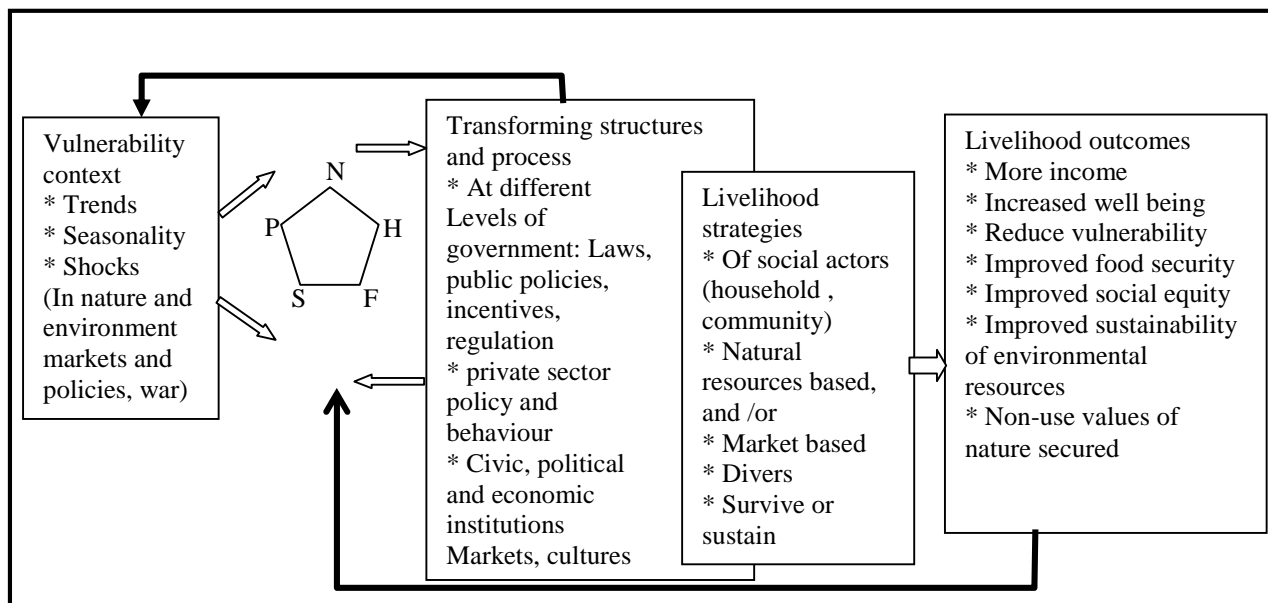 Vulnerability
context
* Trends
* Seasonality
* Shocks
(In nature and
environment
markets and
policies, war)
N
P
H
S
F
Transforming structures
and process
* At different
Levels of
government: Laws,
public policies,
incentives,
regulation
* private sector
policy and
behaviour
* Civic, political
and economic
institutions
Markets, cultures
Livelihood
strategies
* Of social actors
(household ,
community)
* Natural
resources based,
and /or
* Market based
* Divers
* Survive or
sustain
Livelihood outcomes
* More income
* Increased well being
* Reduce vulnerability
* Improved food security
* Improved social equity
* Improved sustainability
of environmental
resources
* Non-use values of
nature secured